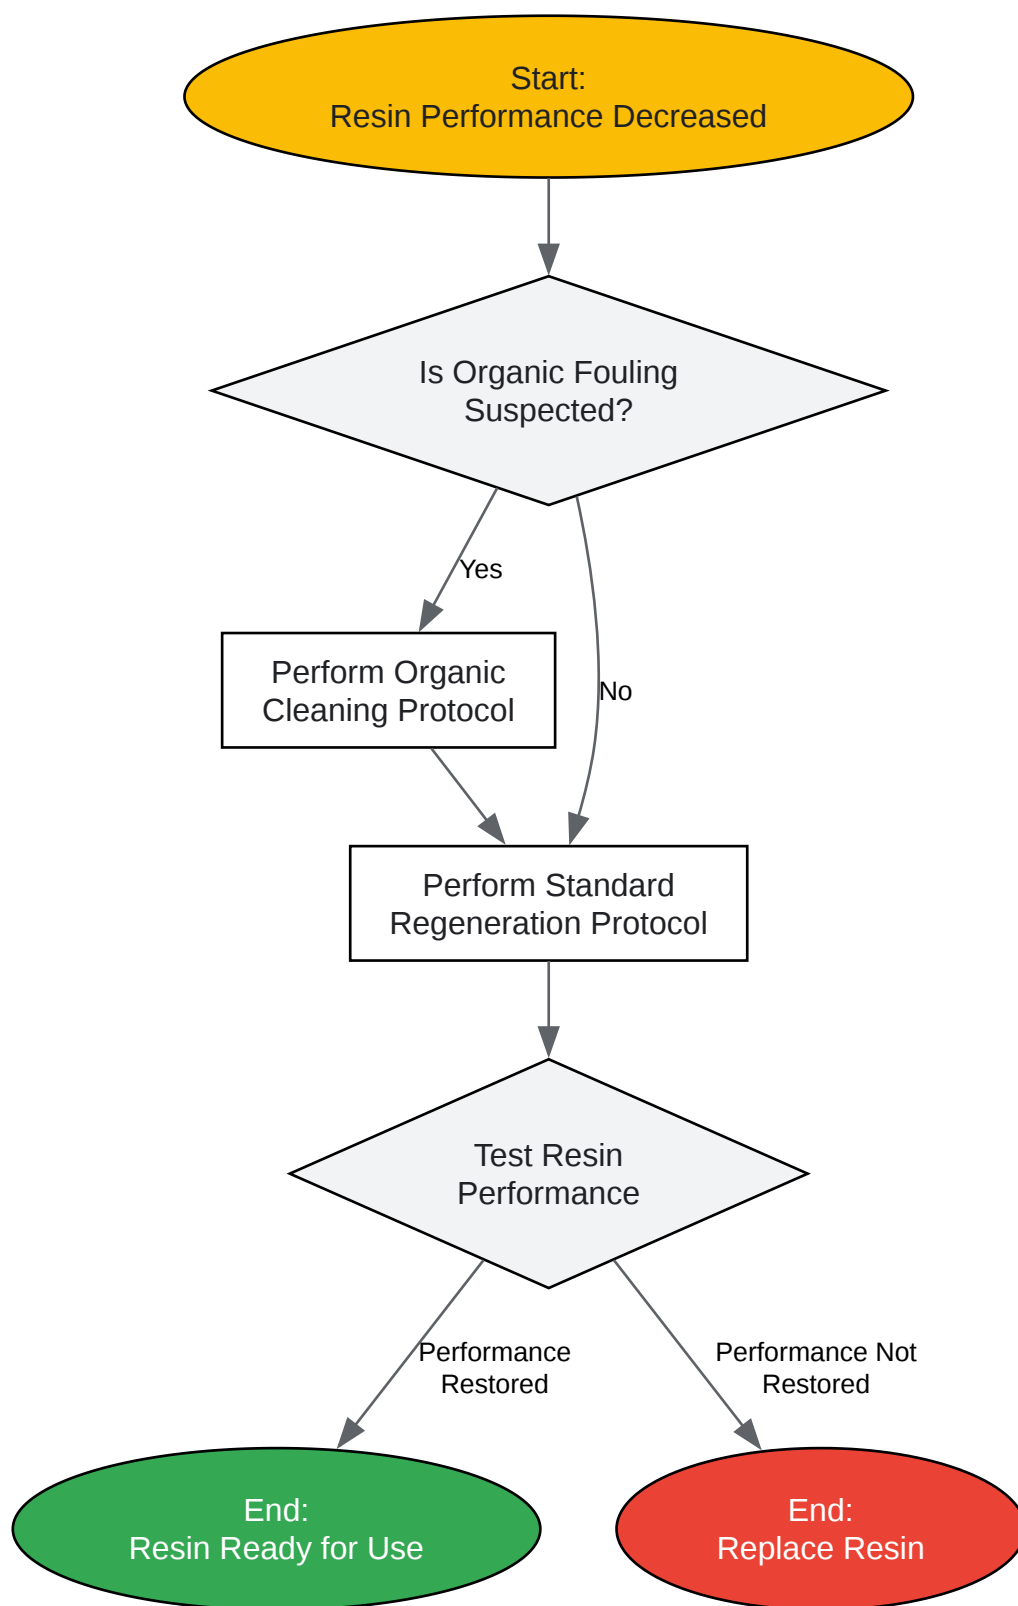 Start:
Resin Performance Decreased
Is Organic Fouling
Suspected?
Yes
Perform Organic
Cleaning Protocol
No
Perform Standard
Regeneration Protocol
Test Resin
Performance
Performance
Restored
Performance Not
Restored
End:
Resin Ready for Use
End:
Replace Resin